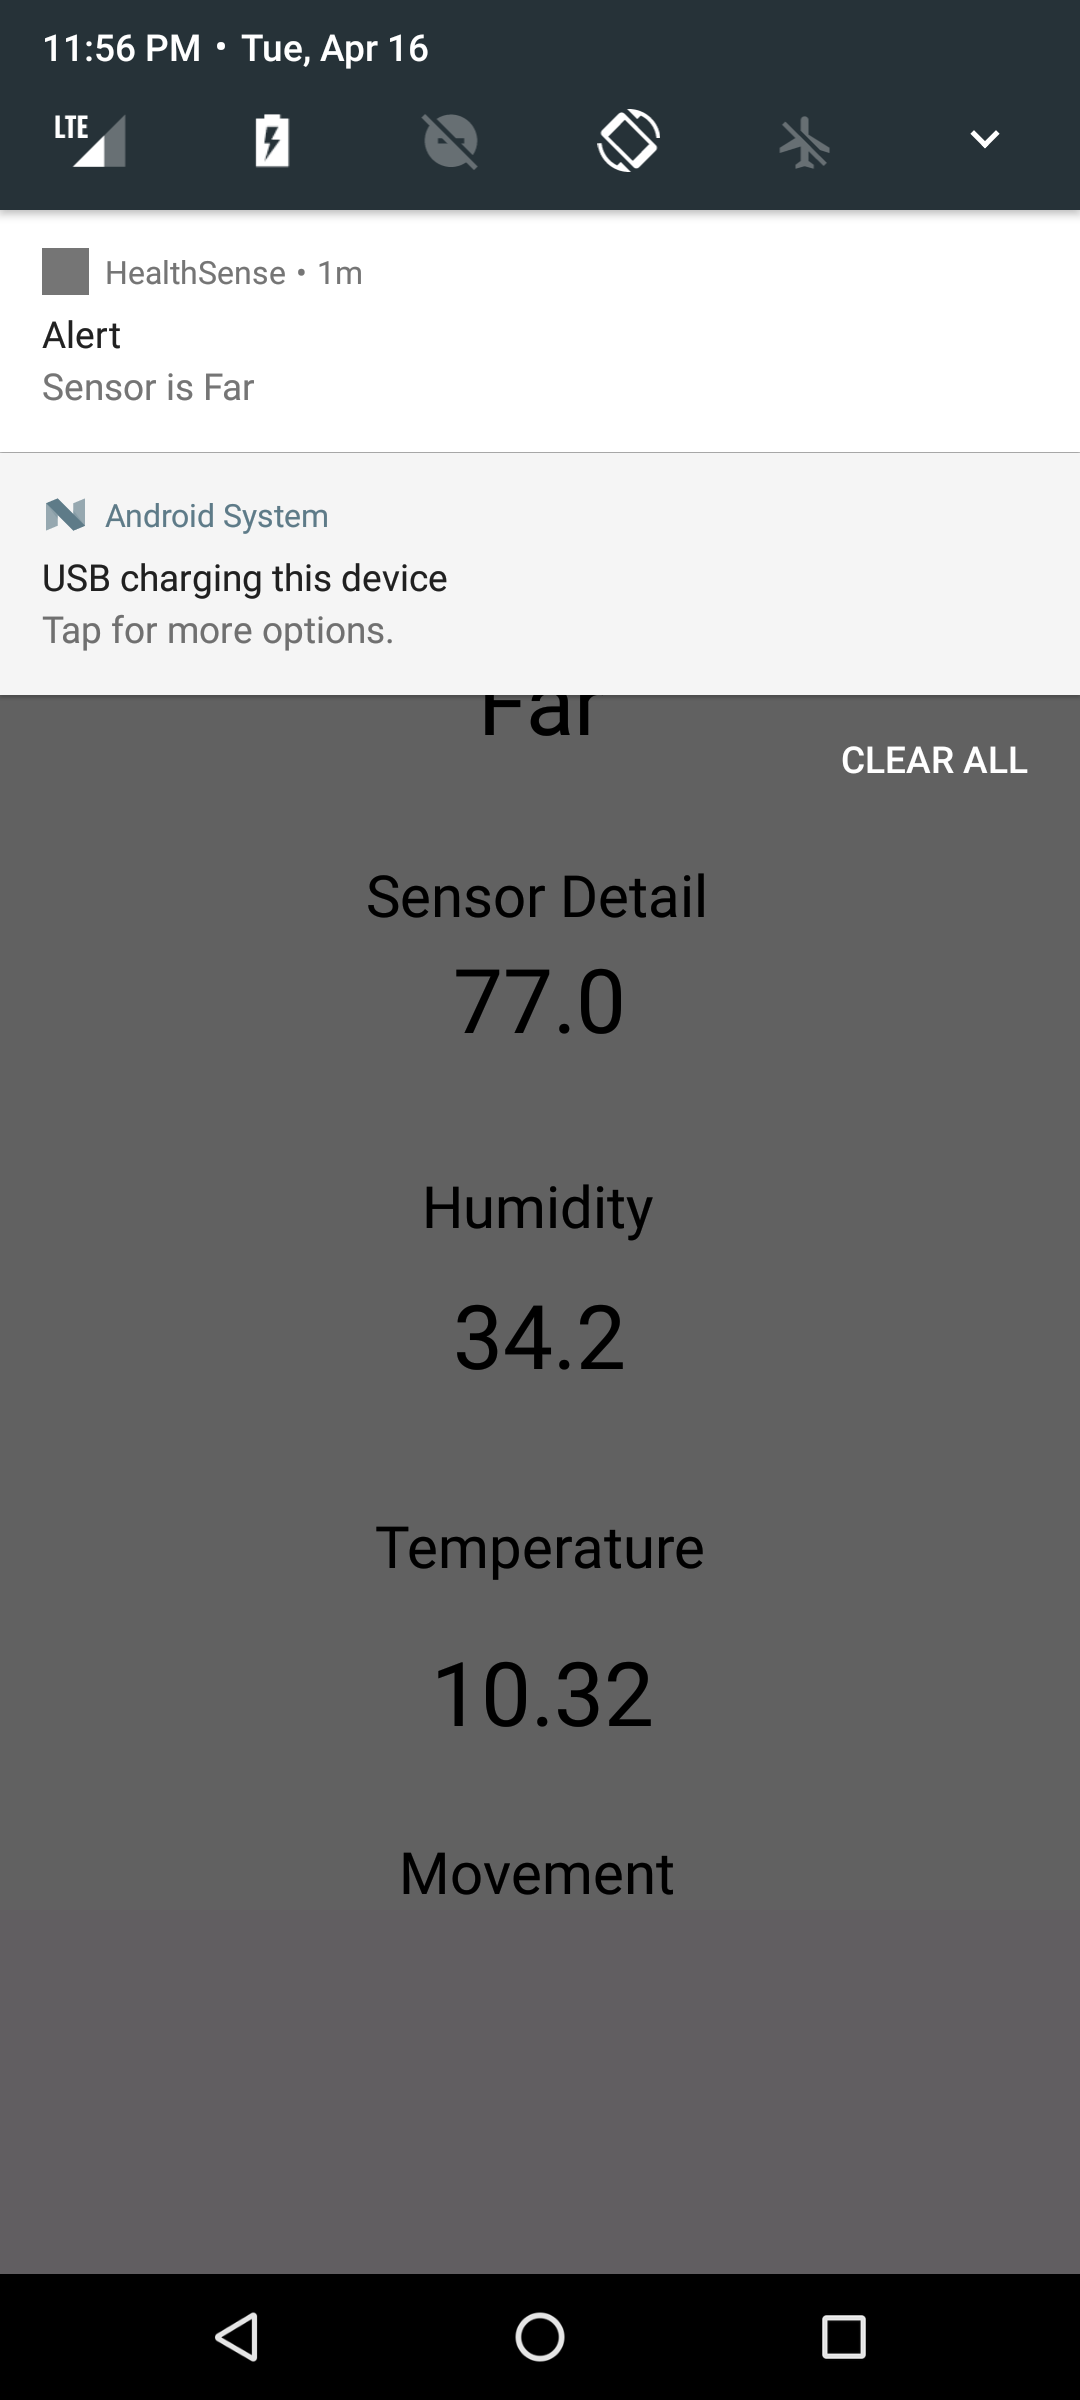 11:56 PM • Tue, Apr 16
LTE
HealthSense • 1m
Alert
Sensor is Far
Android System
USB charging this device
Tap for more options.
Far
CLEAR ALL
Sensor Detail
77.0
Humidity
34.2
Temperature
10.32
Movement